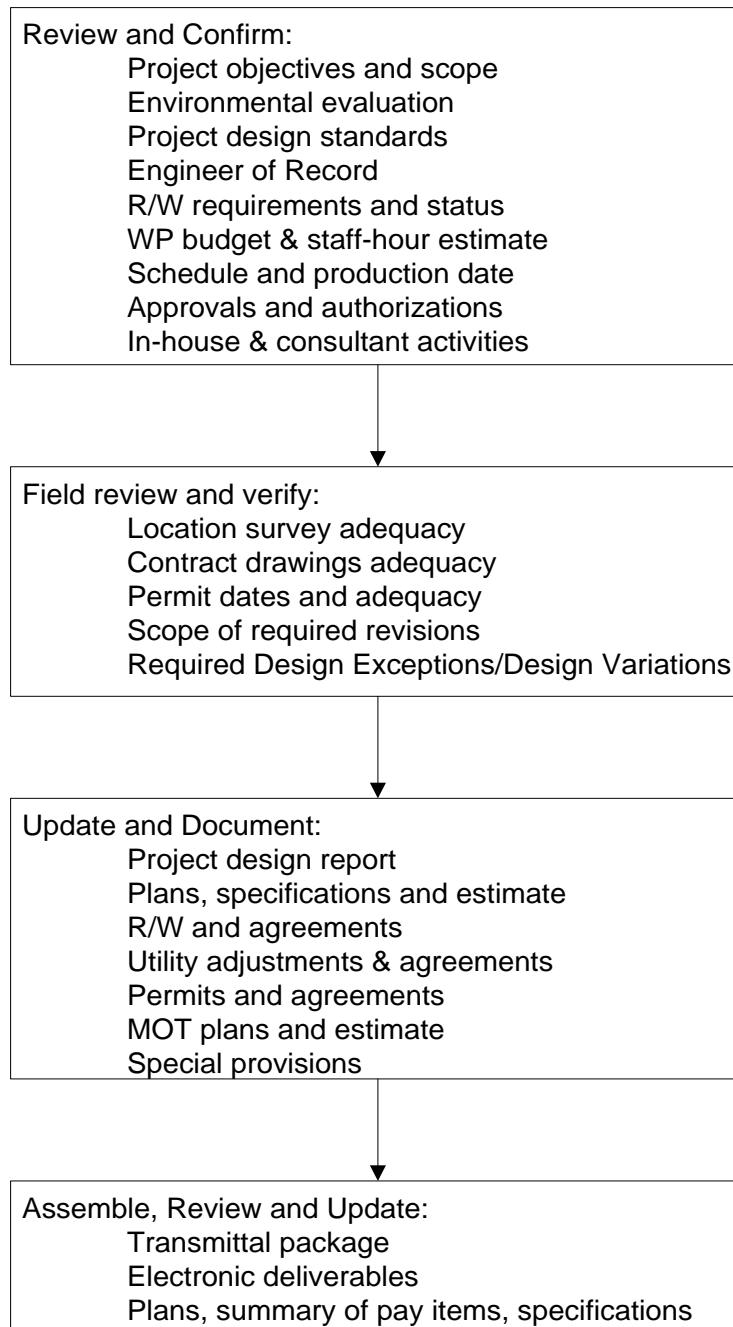 Review and Confirm:
Project objectives and scope
Environmental evaluation
Project design standards
Engineer of Record
R/W requirements and status
WP budget & staff-hour estimate
Schedule and production date
Approvals and authorizations
In-house & consultant activities
Field review and verify:
Location survey adequacy
Contract drawings adequacy
Permit dates and adequacy
Scope of required revisions
Required Design Exceptions/Design Variations
Update and Document:
Project design report
Plans, specifications and estimate
R/W and agreements
Utility adjustments & agreements
Permits and agreements
MOT plans and estimate
Special provisions
Assemble, Review and Update:
Transmittal package
Electronic deliverables
Plans, summary of pay items, specifications